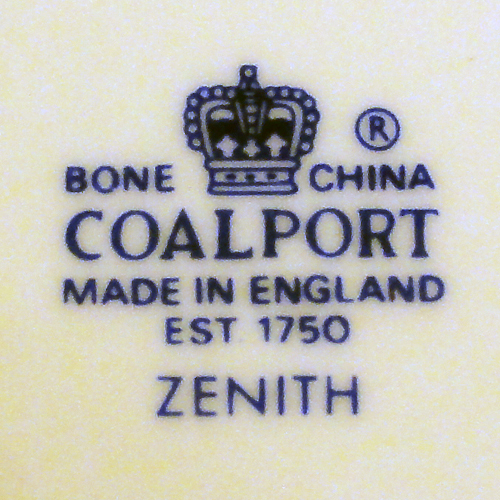 ®
BONE CHINA
COALPORT
MADE IN ENGLAND
EST. 1750
ZENITH